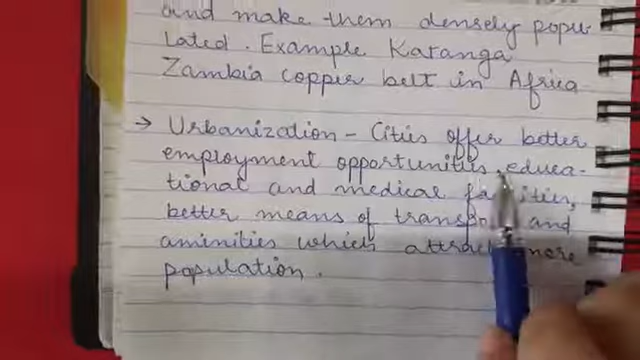 and make them densely popu-
lated. Example Katanga
Zambia copper belt in Africa
→ Urbanization - Cities offer better
employment opportunities, educa-
tional and medical facilities,
better means of transport and
aminities which attract more
population.